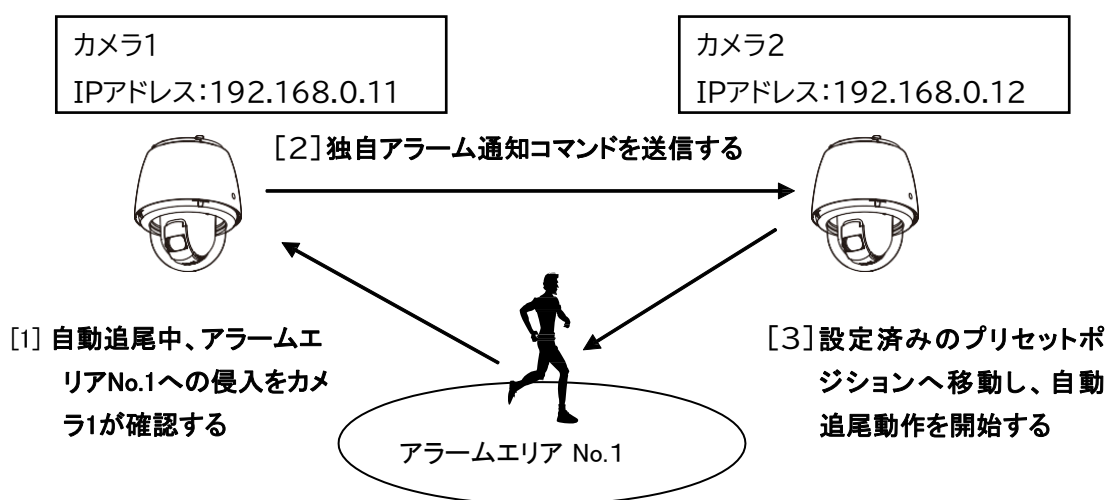 カメラ1
IPアドレス:192.168.0.11
カメラ2
IPアドレス:192.168.0.12
[2]独自アラーム通知コマンドを送信する
[1] 自動追尾中、アラームエ
リアNo.1への侵入をカメ
ラ1が確認する
[3]設定済みのプリセットポ
ジションへ移動し、自動
追尾動作を開始する
アラームエリア No.1